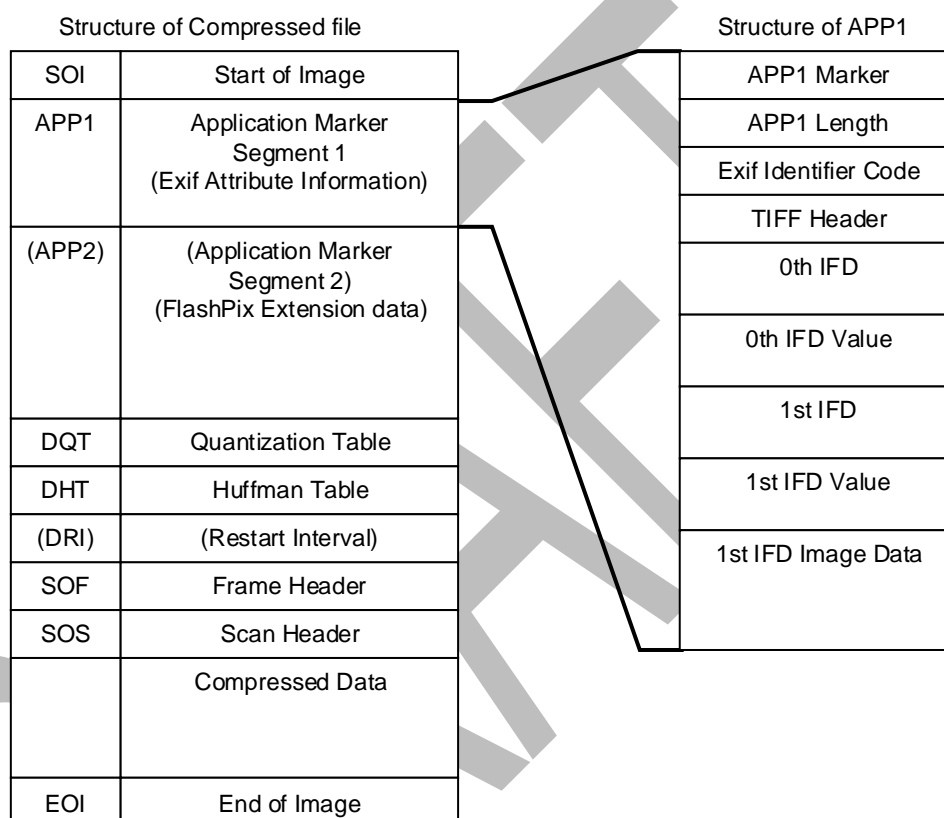 Structure of Compressed file
SOI Start of Image
APP1 Application Marker
Segment 1
(Exif Attribute Information)
(APP2) (Application Marker
Segment 2)
(FlashPix Extension data)
DQT Quantization Table
DHT Huffman Table
(DRI) (Restart Interval)
SOF Frame Header
SOS Scan Header
Compressed Data
EOI End of Image
Structure of APP1
APP1 Marker
APP1 Length
Exif Identifier Code
TIFF Header
0th IFD
0th IFD Value
1st IFD
1st IFD Value
1st IFD Image Data